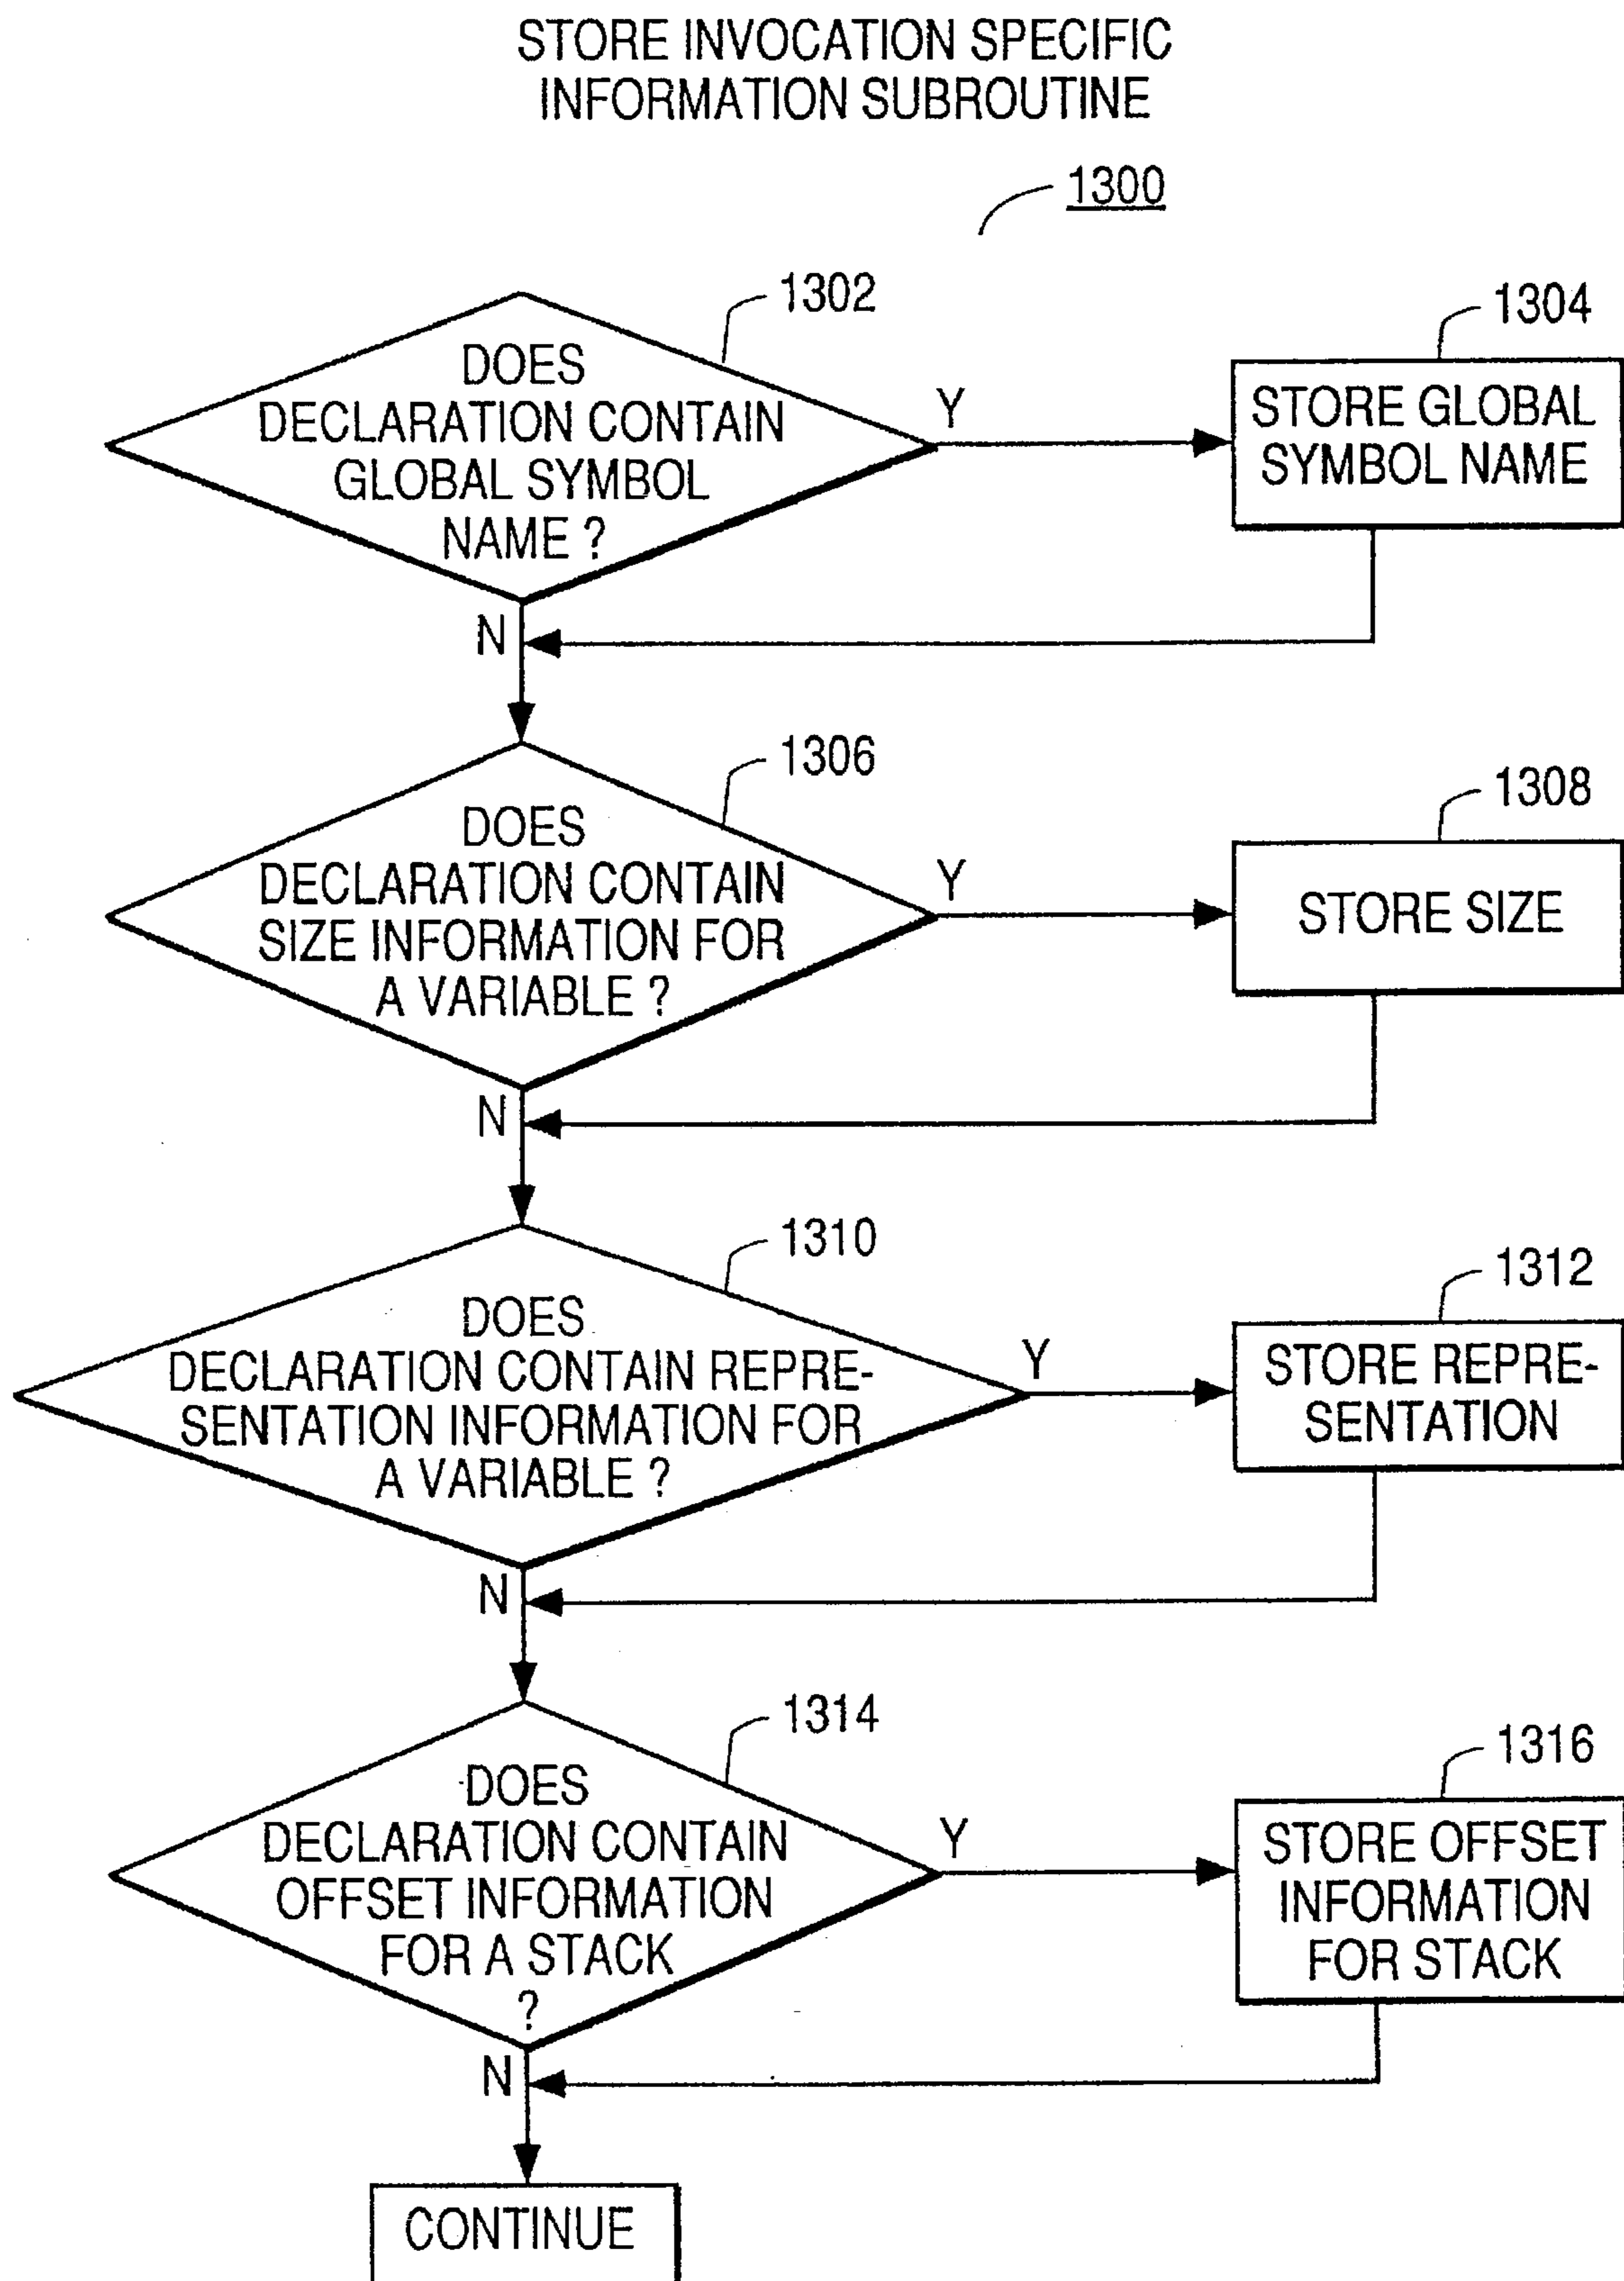 STORE INVOCATION SPECIFIC
INFORMATION SUBROUTINE
1300
1302
DOES
DECLARATION CONTAIN
GLOBAL SYMBOL
NAME ?
Y
1304
STORE GLOBAL
SYMBOL NAME
N
1306
DOES
DECLARATION CONTAIN
SIZE INFORMATION FOR
A VARIABLE ?
Y
1308
STORE SIZE
N
1310
DOES
DECLARATION CONTAIN REPRE-
SENTATION INFORMATION FOR
A VARIABLE ?
Y
1312
STORE REPRE-
SENTATION
N
1314
DOES
DECLARATION CONTAIN
OFFSET INFORMATION
FOR A STACK
?
Y
1316
STORE OFFSET
INFORMATION
FOR STACK
N
CONTINUE